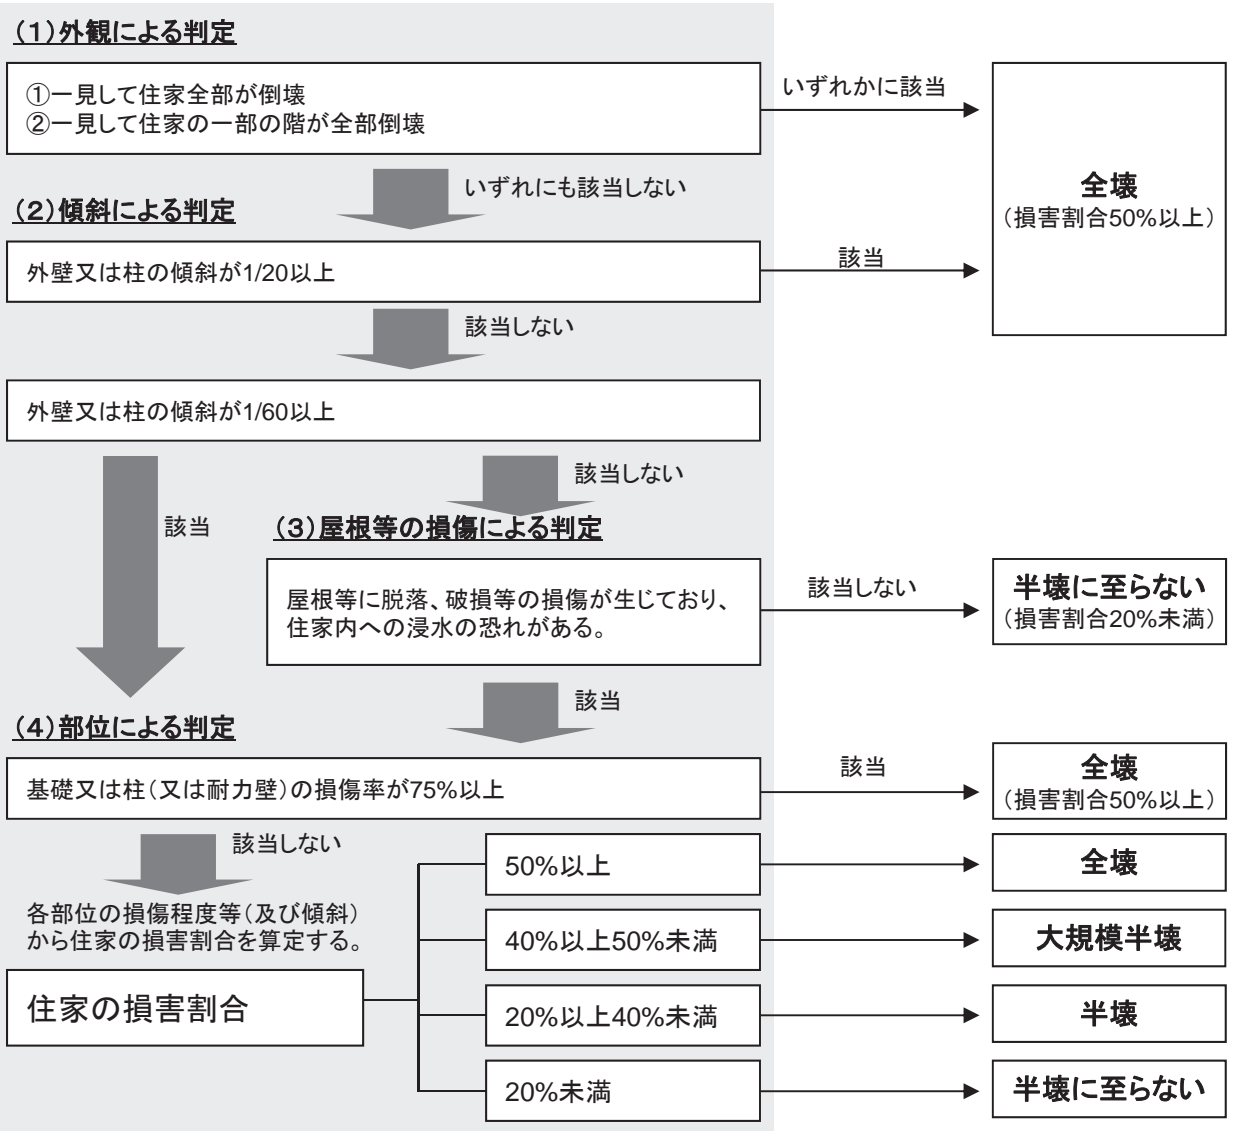 （１）外観による判定
①一見して住家全部が倒壊
②一見して住家の一部の階が全部倒壊
いずれかに該当
全壊
（損害割合50%以上）
いずれにも該当しない
（２）傾斜による判定
外壁又は柱の傾斜が1/20以上
該当
該当しない
外壁又は柱の傾斜が1/60以上
該当
該当しない
（３）屋根等の損傷による判定
屋根等に脱落、破損等の損傷が生じており、
住家内への浸水の恐れがある。
該当しない
半壊に至らない
（損害割合20%未満）
該当
（４）部位による判定
基礎又は柱（又は耐力壁）の損傷率が75%以上
該当
全壊
（損害割合50%以上）
該当しない
各部位の損傷程度等（及び傾斜）
から住家の損害割合を算定する。
住家の損害割合
50%以上
全壊
40%以上50%未満
大規模半壊
20%以上40%未満
半壊
20%未満
半壊に至らない